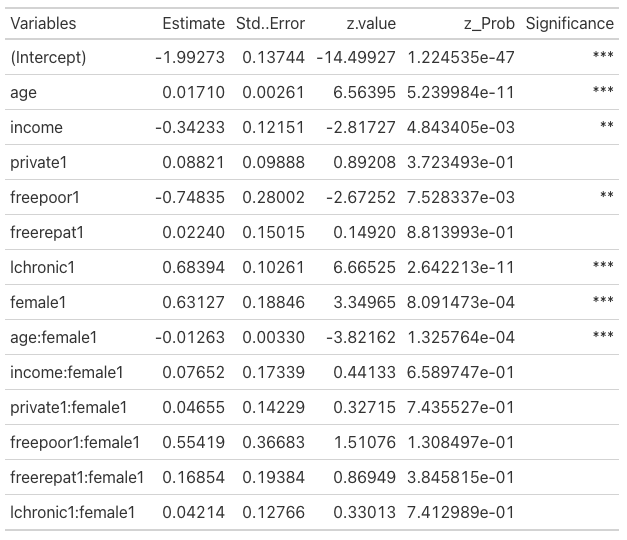 Variables Estimate Std..Error z.value z_Prob Significance
(Intercept) -1.99273 0.13744 -14.49927 1.224535e-47 ***
age 0.01710 0.00261 6.56395 5.239984e-11 ***
income -0.34233 0.12151 -2.81727 4.843405e-03 **
private1 0.08821 0.09888 0.89208 3.723493e-01
freepoor1 -0.74835 0.28002 -2.67252 7.528337e-03 **
freerepat1 0.02240 0.15015 0.14920 8.813993e-01
lchronic1 0.68394 0.10261 6.66525 2.642213e-11 ***
female1 0.63127 0.18846 3.34965 8.091473e-04 ***
age:female1 -0.01263 0.00330 -3.82162 1.325764e-04 ***
income:female1 0.07652 0.17339 0.44133 6.589747e-01
private1:female1 0.04655 0.14229 0.32715 7.435527e-01
freepoor1:female1 0.55419 0.36683 1.51076 1.308497e-01
freerepat1:female1 0.16854 0.19384 0.86949 3.845815e-01
lchronic1:female1 0.04214 0.12766 0.33013 7.412989e-01